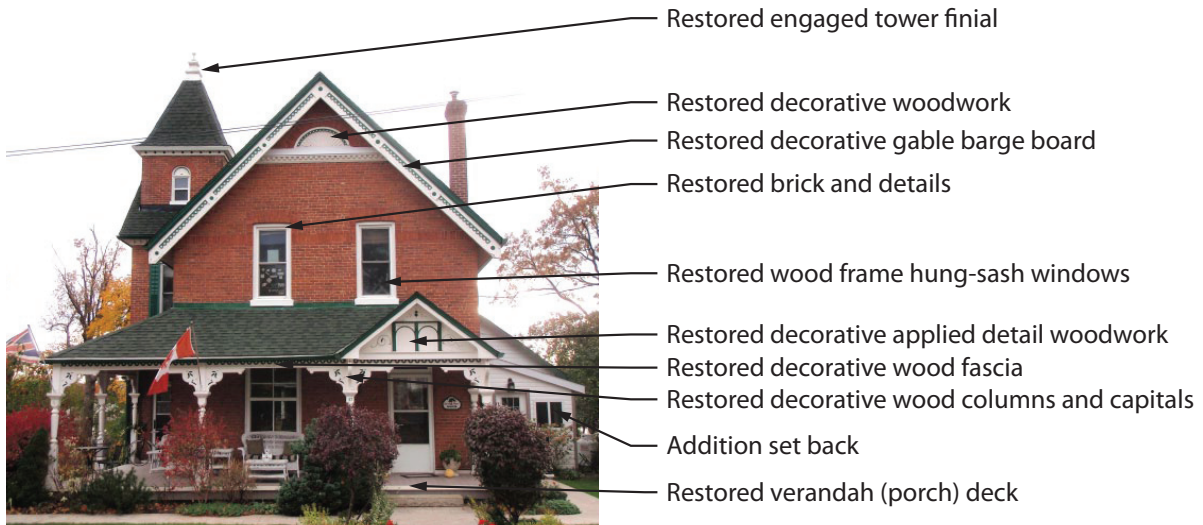 Restored engaged tower finial
Restored decorative woodwork
Restored decorative gable barge board
Restored brick and details
Restored wood frame hung-sash windows
Restored decorative applied detail woodwork
Restored decorative wood fascia
Restored decorative wood columns and capitals
Addition set back
Restored verandah (porch) deck